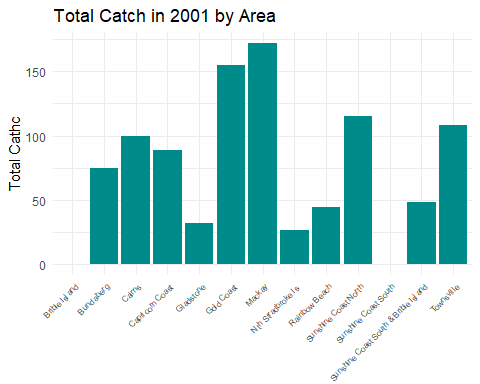 Total Catch in 2001 by Area
Total Cathc
150
100
50
0
Bribie Island
Bundaberg
Cairns
Capricorn Coast
Gladstone
Gold Coast
Mackay
Nth Stradbroke Is
Rainbow Beach
Sunshine Coast North
Sunshine Coast South
Sunshine Coast South & Bribie Island
Townsville